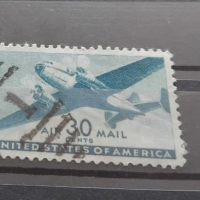 AIR 30 MAIL
CENTS
UNITED STATES OF AMERICA